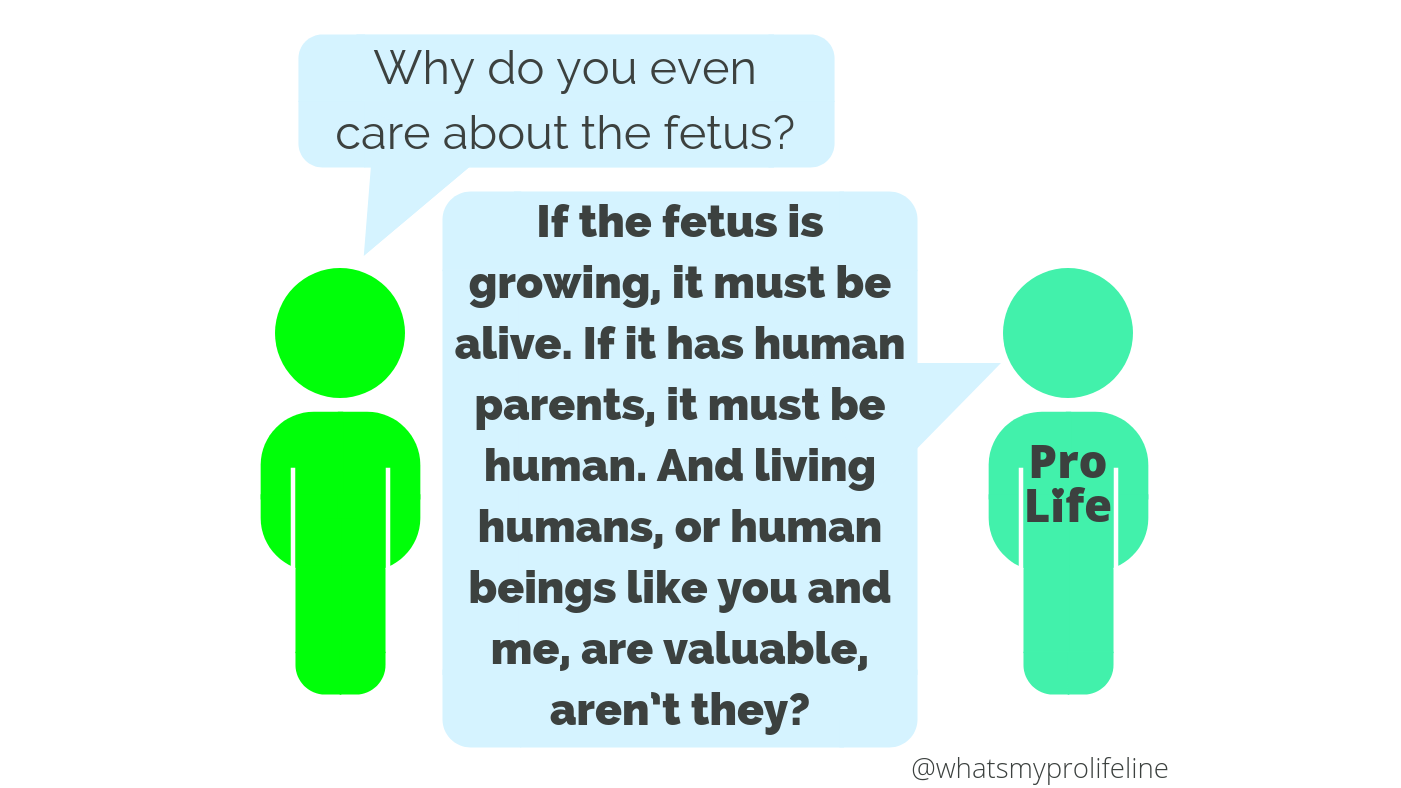 Why do you even
care about the fetus?
If the fetus is
growing, it must be
alive. If it has human
parents, it must be
human. And living
humans, or human
beings like you and
me, are valuable,
aren’t they?
Pro
Life
@whatsmyprolifeline